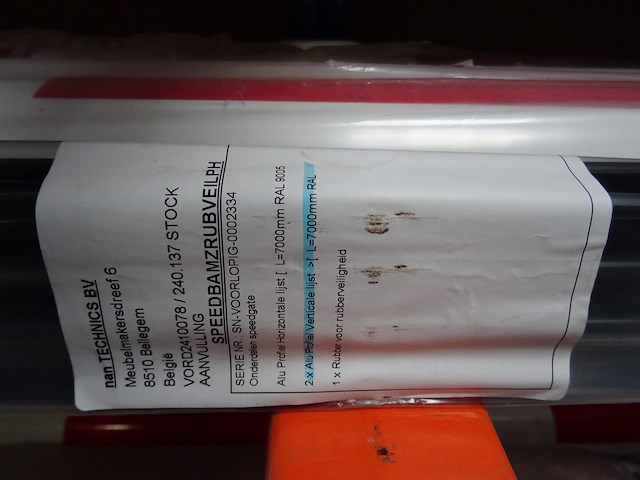 nan TECHNICS BV
Meubelmakersdreef 6
8510 Bellegem
België
VORD2410078 / 240.137 STOCK
AANVULLING
SPEEDBAMZRUBVEILPH
SERIE NR.: SN-VOORLOPIG-0002334
Onderdelen speedgate
Alu Profiel Horizontale lijst [ L=7000mm RAL 9005
2 x Alu Profiel Verticale lijst >[ L=7000mm RAL
1 x Rubber voor rubberveiligheid